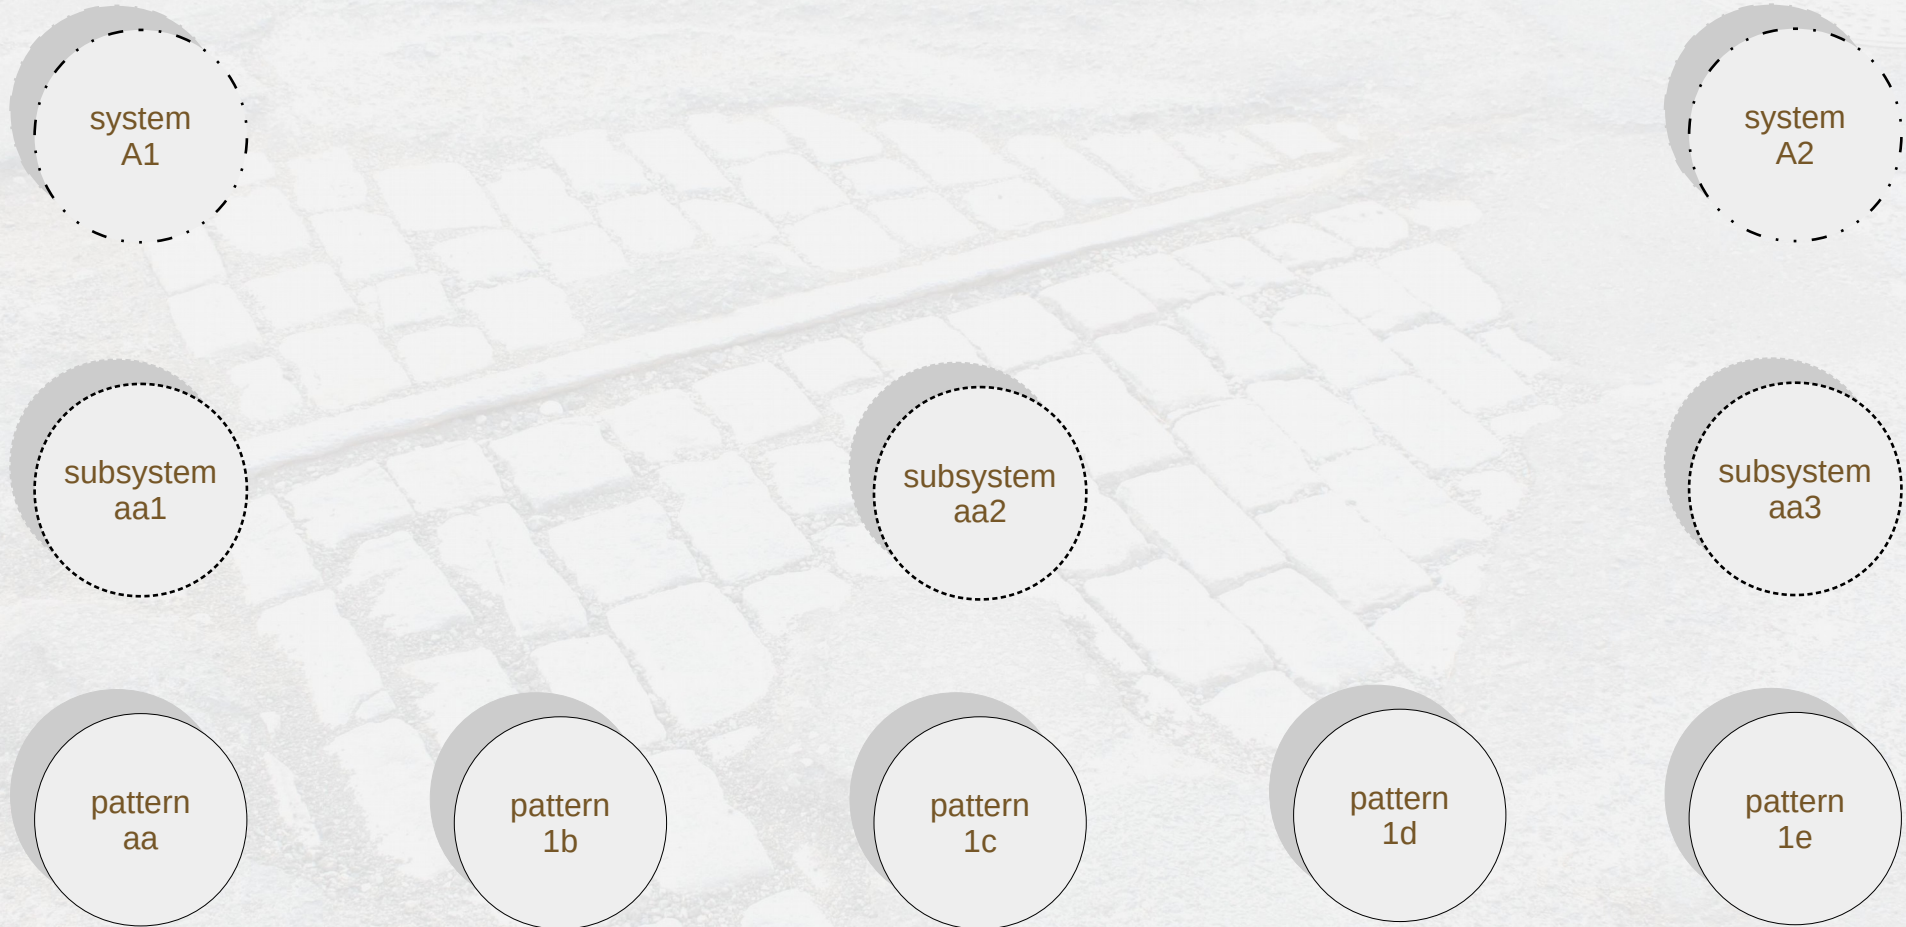 system
A1
system
A2
subsystem
aa1
subsystem
aa2
subsystem
aa3
pattern
aa
pattern
1b
pattern
1c
pattern
1d
pattern
1e